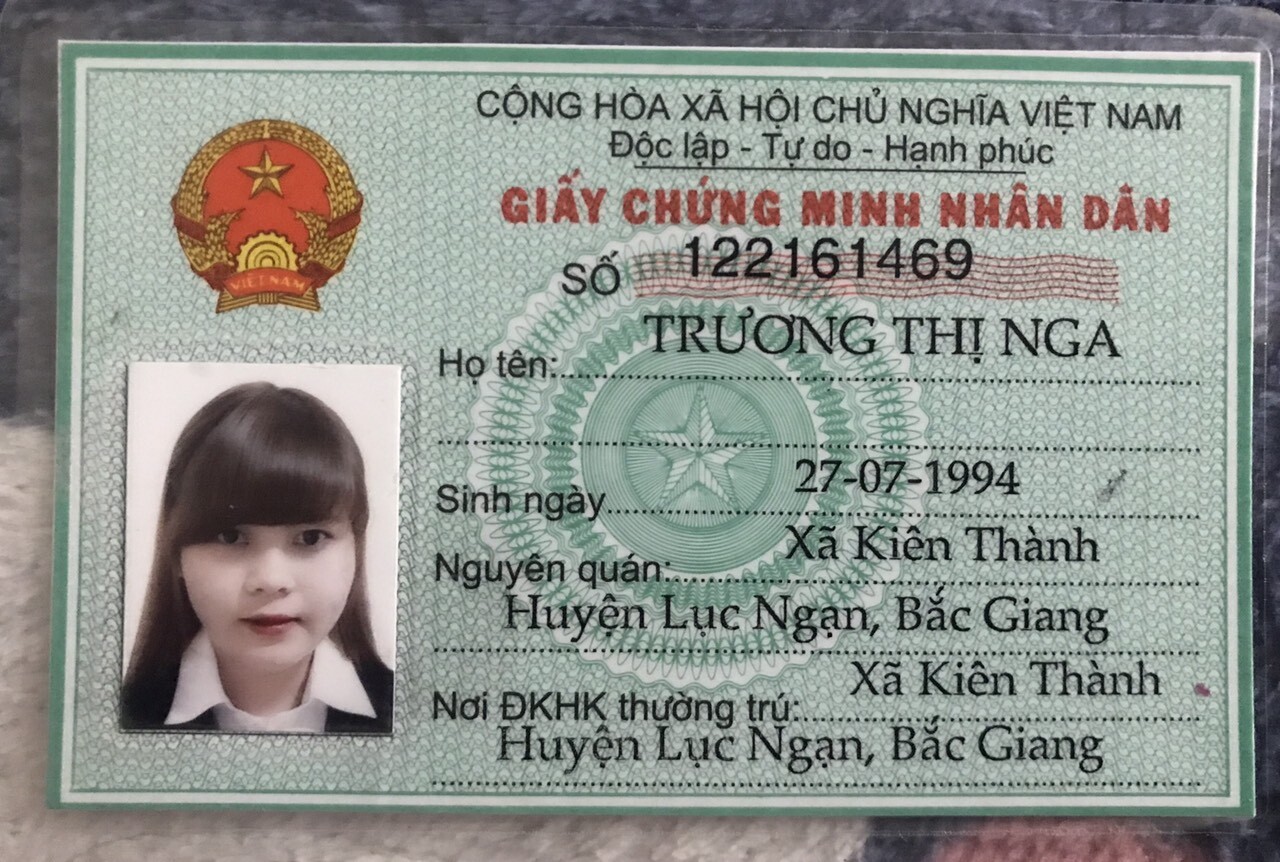 CỘNG HÒA XÃ HỘI CHỦ NGHĨA VIỆT NAM
Độc lập - Tự do - Hạnh phúc
GIẤY CHỨNG MINH NHÂN DÂN
SỐ 122161469
VIỆT NAM
Họ tên: TRƯƠNG THỊ NGA
Sinh ngày 27-07-1994
Nguyên quán: Xã Kiên Thành
Huyện Lục Ngạn, Bắc Giang
Nơi ĐKHK thường trú: Xã Kiên Thành
Huyện Lục Ngạn, Bắc Giang